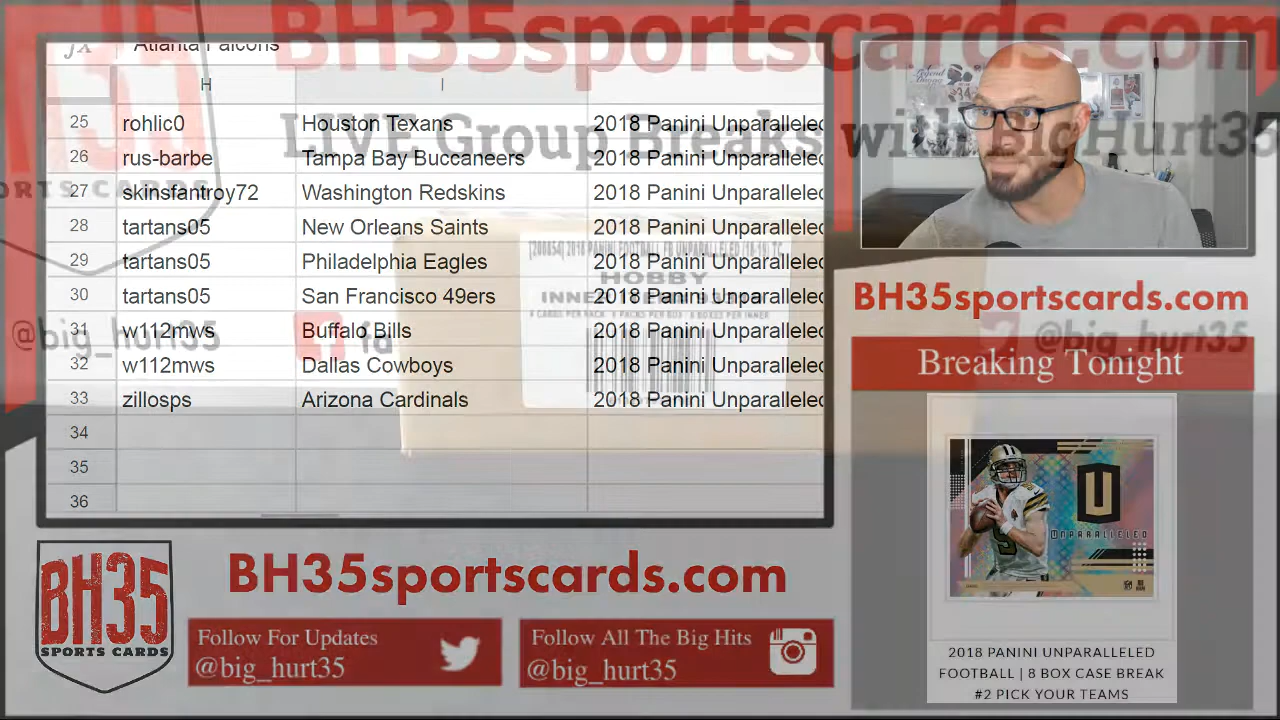 BH35sportscards.com
LIVE Group Breaks with BigHurt35
Atlanta Falcons
H I
25 rohlic0 Houston Texans 2018 Panini Unparalleled
26 rus-barbe Tampa Bay Buccaneers 2018 Panini Unparalleled
27 skinsfantroy72 Washington Redskins 2018 Panini Unparalleled
28 tartans05 New Orleans Saints 2018 Panini Unparalleled
29 tartans05 Philadelphia Eagles 2018 Panini
30 tartans05 San Francisco 49ers 2018 Panini
31 w112mws Buffalo Bills 2018 Panini Unparalleled
32 w112mws Dallas Cowboys 2018 Panini Unparalleled
33 zillosps Arizona Cardinals 2018 Panini Unparalleled
34
35
36
HOBBY
@big_hurt35
@big_hurt35
BH35sportscards.com
Breaking Tonight
UNPARALLELED
2018 PANINI UNPARALLELED
FOOTBALL | 8 BOX CASE BREAK
#2 PICK YOUR TEAMS
BH35
SPORTS CARDS
BH35sportscards.com
Follow For Updates
@big_hurt35
Follow All The Big Hits
@big_hurt35